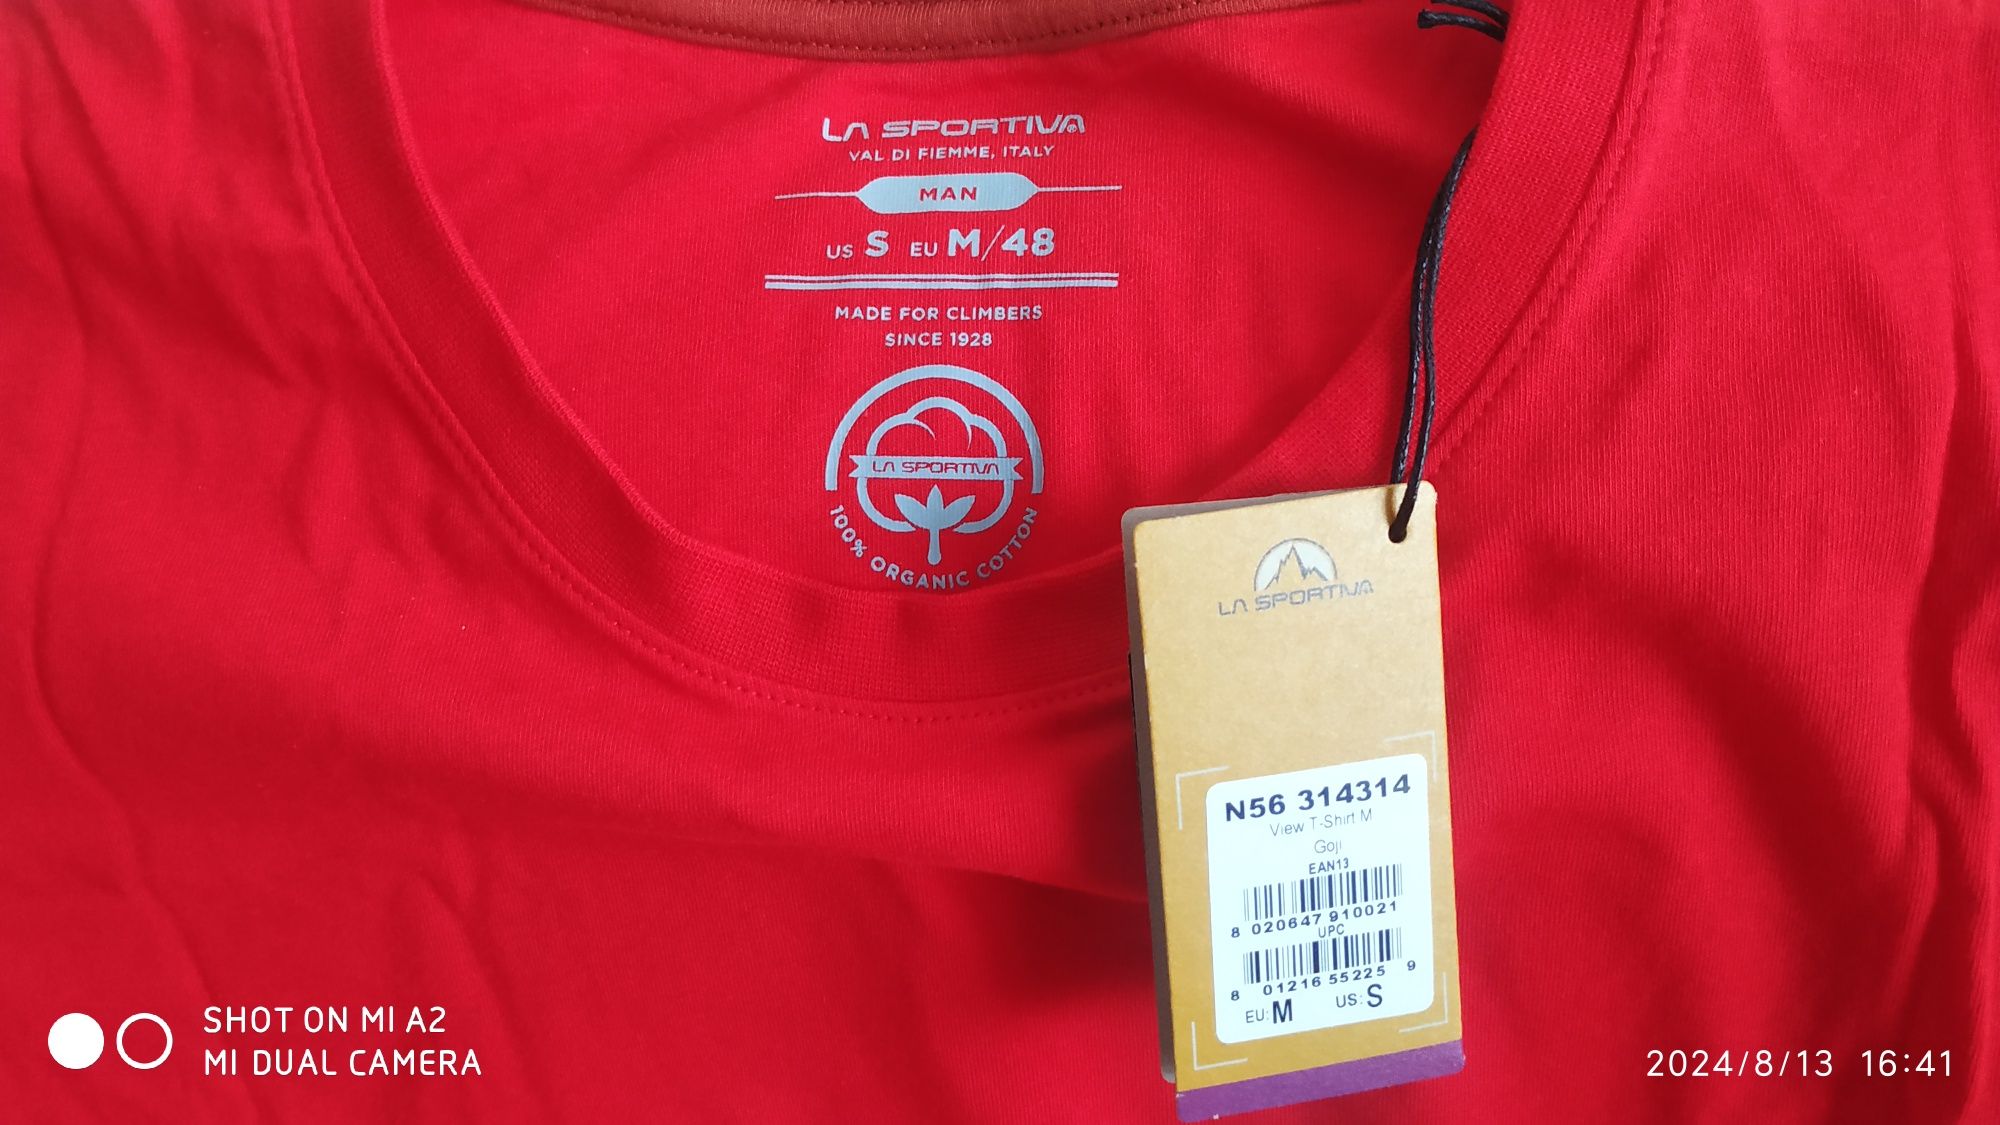 LA SPORTIVA®
VAL DI FIEMME, ITALY
MAN
US S EU M/48
MADE FOR CLIMBERS
SINCE 1928
LA SPORTIVA
100% ORGANIC COTTON
LA SPORTIVA
N56 314314
View T-Shirt M
Goji
EAN13
8 020647 910021
UPC
8 01216 55225 9
EU: M US: S
SHOT ON MI A2
MI DUAL CAMERA
2024/8/13 16:41